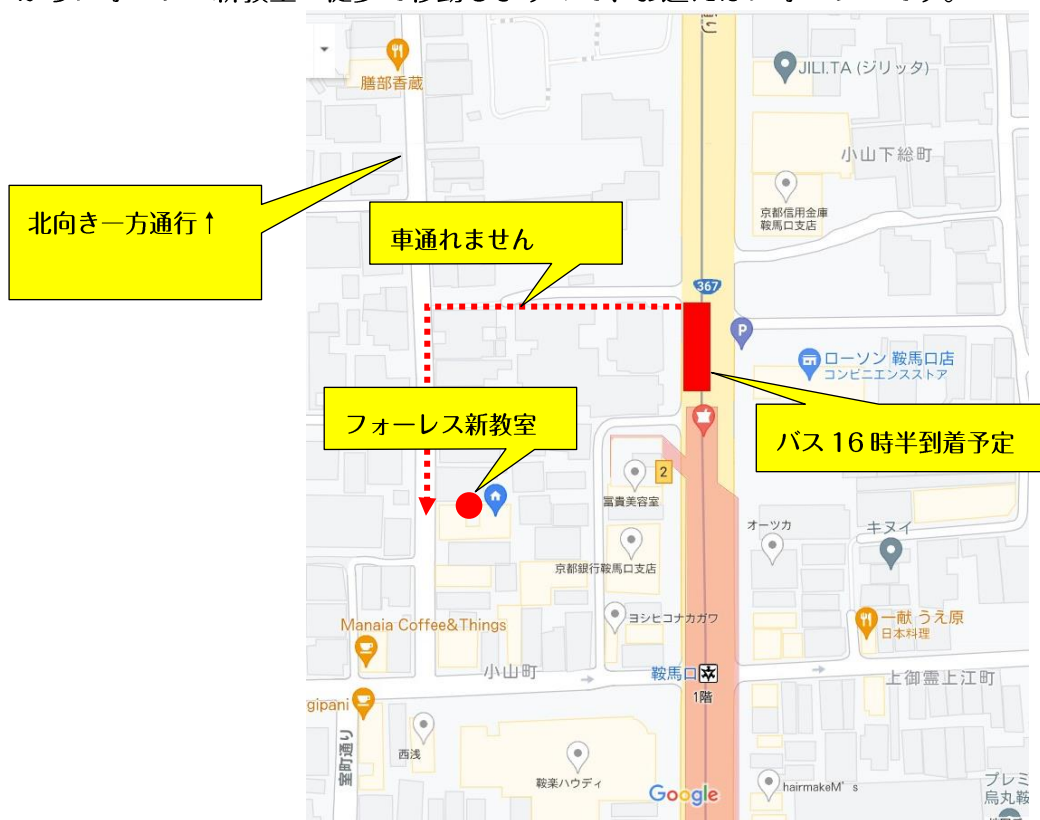 通り
膳部香蔵
JILI.TA (ジリッタ)
小山下総町
京都信用金庫
鞍馬口支店
北向き一方通行↑
車通れません
367
P
ローソン 鞍馬口店
コンビニエンスストア
フォーレス新教室
バス16時半到着予定
2
冨貴美容室
オーツカ
キヌイ
京都銀行鞍馬口支店
ヨシヒコナカガワ
Manaia Coffee&Things
一献 うえ原
日本料理
小山町
鞍馬口
1階
上御霊上江町
gipani
室町通り
西浅
鞍楽ハウディ
Google
hairmakeM's
プレミ
烏丸鞍